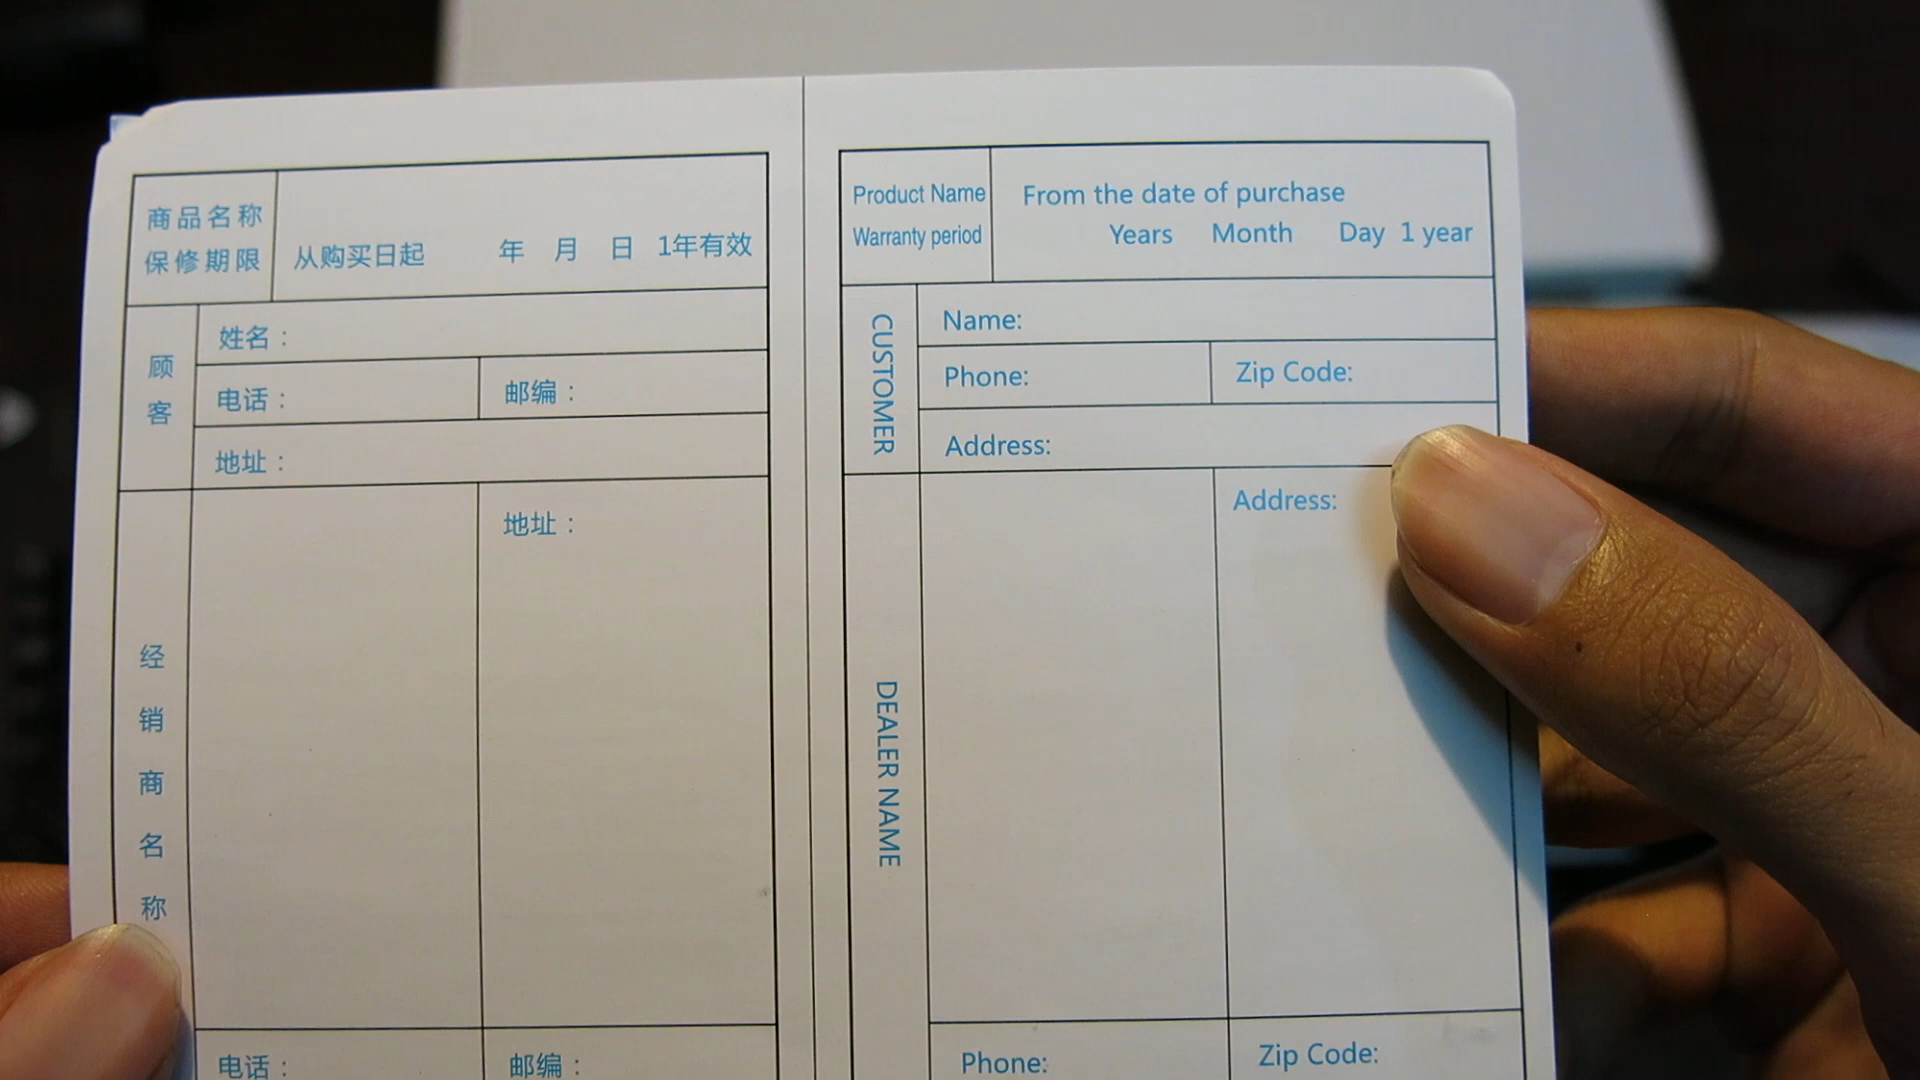 商品名称
保修期限
从购买日起 年 月 日 1年有效
顾客
姓名：
电话：
邮编：
地址：
经销商名称
地址：
电话：
邮编：
Product Name
Warranty period
From the date of purchase
Years Month Day 1 year
CUSTOMER
Name:
Phone:
Zip Code:
Address:
DEALER NAME
Address:
Phone:
Zip Code: